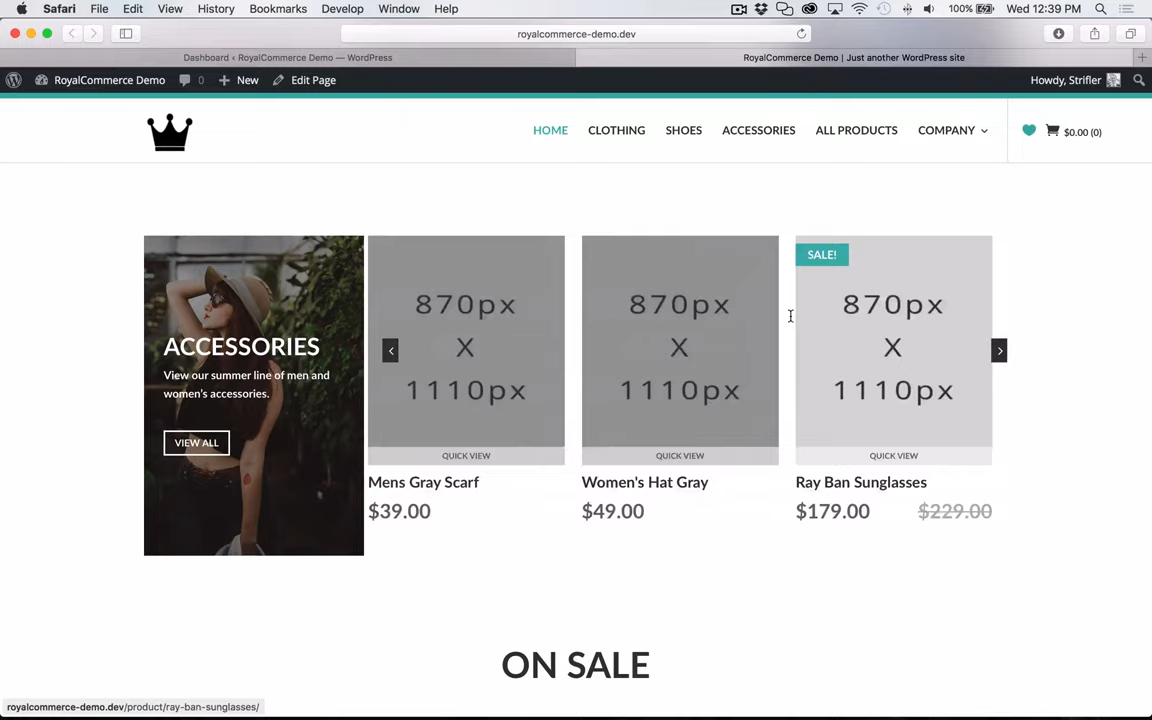 Safari File Edit View History Bookmarks Develop Window Help 100% Wed 12:39 PM
royalcommerce-demo.dev
Dashboard ‹ RoyalCommerce Demo — WordPress
RoyalCommerce Demo | Just another WordPress site
RoyalCommerce Demo 0 New Edit Page Howdy, Strifler
HOME CLOTHING SHOES ACCESSORIES ALL PRODUCTS COMPANY $0.00 (0)
ACCESSORIES
View our summer line of men and
women's accessories.
VIEW ALL
870px
X
1110px
QUICK VIEW
Mens Gray Scarf
$39.00
870px
X
1110px
QUICK VIEW
Women's Hat Gray
$49.00
SALE!
870px
X
1110px
QUICK VIEW
Ray Ban Sunglasses
$179.00 $229.00
ON SALE
royalcommerce-demo.dev/product/ray-ban-sunglasses/